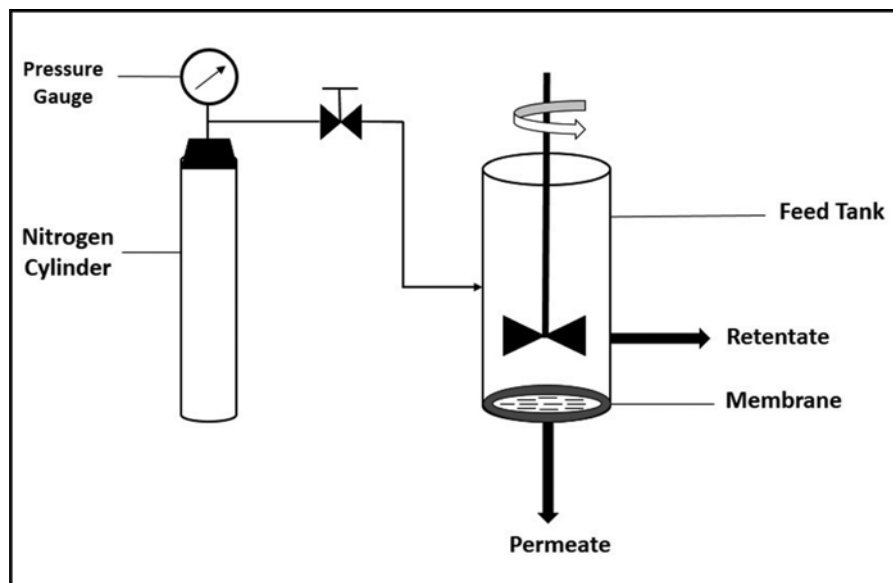 Pressure
Gauge
Nitrogen
Cylinder
Feed Tank
Retentate
Membrane
Permeate